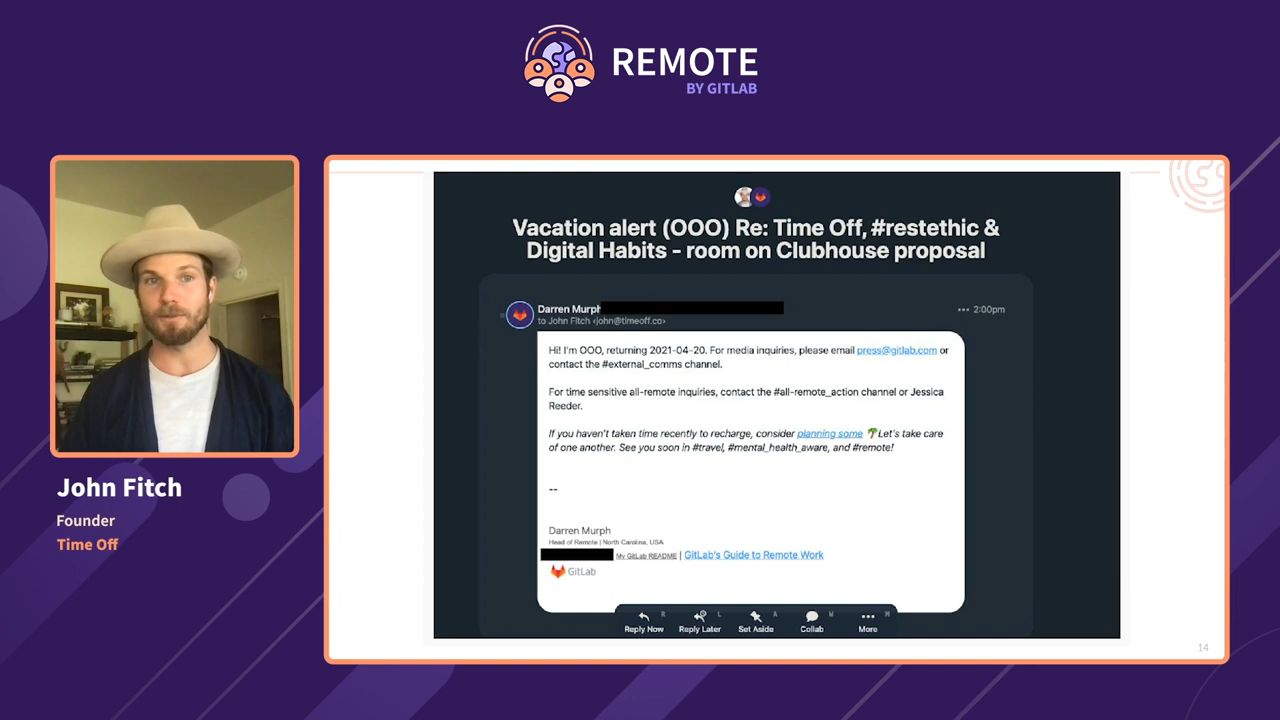 REMOTE
BY GITLAB
Vacation alert (OOO) Re: Time Off, #restethic &
Digital Habits - room on Clubhouse proposal
Darren Murph
••• 2:00pm
to John Fitch <john@timeoff.co>
Hi! I'm OOO, returning 2021-04-20. For media inquiries, please email press@gitlab.com or
contact the #external_comms channel.
For time sensitive all-remote inquiries, contact the #all-remote_action channel or Jessica
Reeder.
If you haven't taken time recently to recharge, consider planning some 🌴 Let's take care
of one another. See you soon in #travel, #mental_health_aware, and #remote!
--
Darren Murph
Head of Remote | North Carolina, USA
My GitLab README | GitLab's Guide to Remote Work
GitLab
R L A W M
Reply Now Reply Later Set Aside Collab More
14
John Fitch
Founder
Time Off